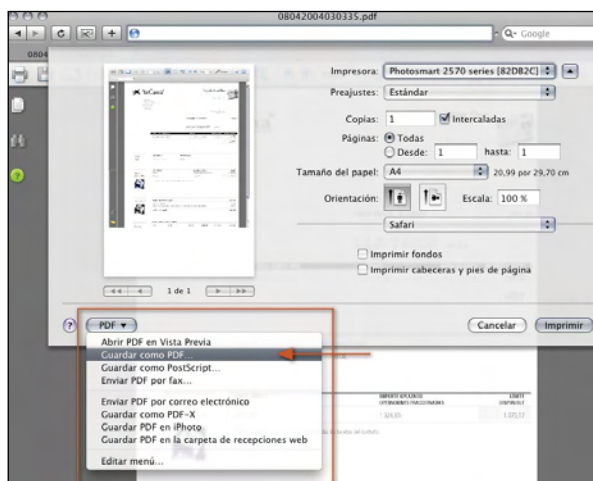 08042004030335.pdf
Google
0804
"la Caixa"
Impresora: Photosmart 2570 series [82DB2C]
Preajustes: Estándar
Copias: 1 Intercaladas
Páginas: Todas
Desde: 1 hasta: 1
Tamaño del papel: A4 20,99 por 29,70 cm
Orientación: Escala: 100 %
Safari
Imprimir fondos
Imprimir cabeceras y pies de página
1 de 1
? PDF Cancelar Imprimir
Abrir PDF en Vista Previa
Guardar como PDF...
Guardar como PostScript...
Enviar PDF por fax...
Enviar PDF por correo electrónico
Guardar como PDF-X
Guardar PDF en iPhoto
Guardar PDF en la carpeta de recepciones web
Editar menú...